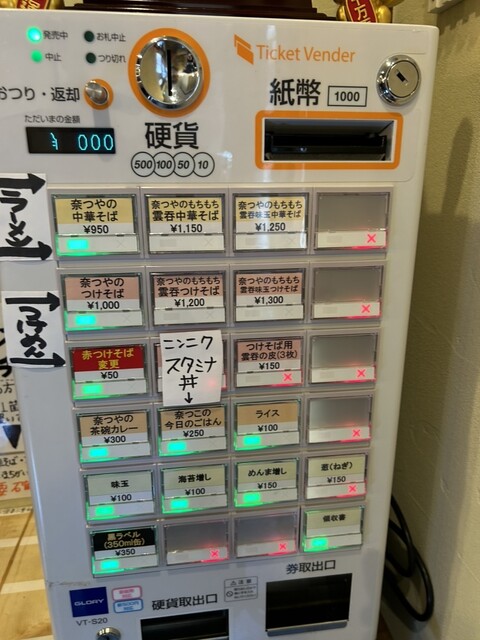 発売中
お札中止
中止
つり切れ
Ticket Vender
おつり・返却
紙幣
1000
ただいまの金額
¥ 000
硬貨
500 100 50 10
ラーメン
奈つやの
中華そば
¥950
奈つやのもちもち
雲呑中華そば
¥1,150
奈つやのもちもち
雲呑味玉中華そば
¥1,250
つけめん
奈つやの
つけそば
¥1,000
奈つやのもちもち
雲呑つけそば
¥1,200
奈つやのもちもち
雲呑味玉つけそば
¥1,300
赤つけそば
変更
¥50
ニンニク
スタミナ
丼
つけそば用
雲呑の皮(3枚)
¥150
奈つやの
茶碗カレー
¥300
奈つこの
今日のごはん
¥250
ライス
¥100
味玉
¥100
海苔増し
¥100
めんま増し
¥150
葱(ねぎ)
¥150
黒ラベル
(350ml缶)
¥350
領収書
GLORY
VT-S20
硬貨取出口
券取出口